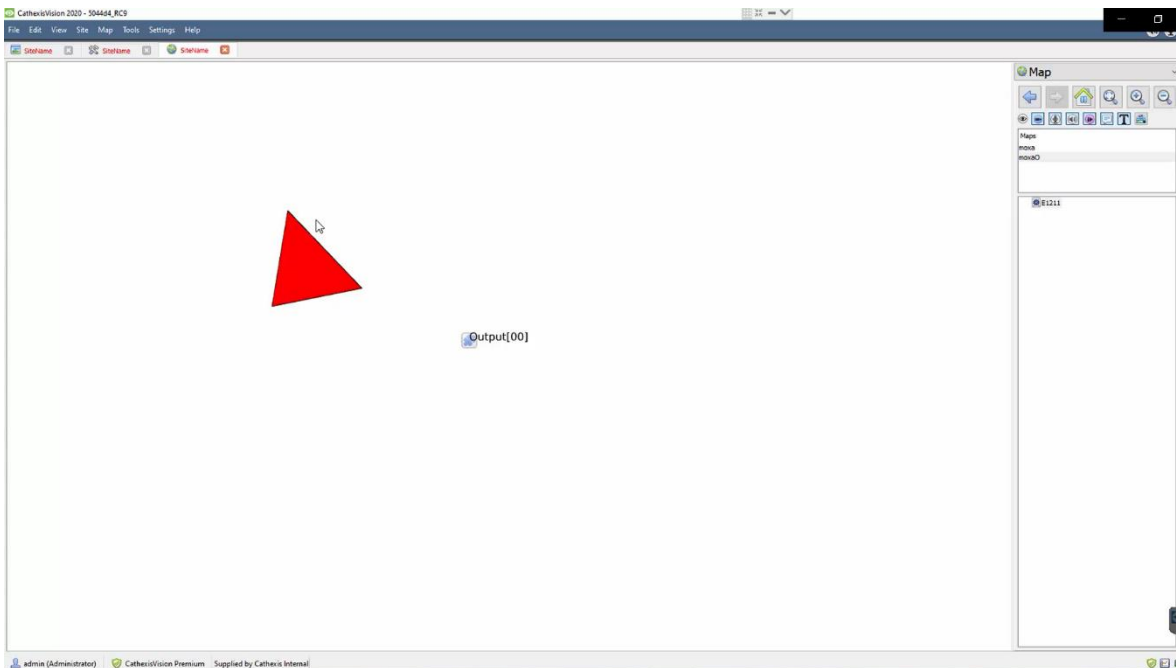 CathexisVision 2020 - 5044d4_RC9
File Edit View Site Map Tools Settings Help
SiteName SiteName SiteName
Map
T
Maps
moxa
moxaO
E1211
Output[00]
admin (Administrator) CathexisVision Premium Supplied by Cathexis Internal